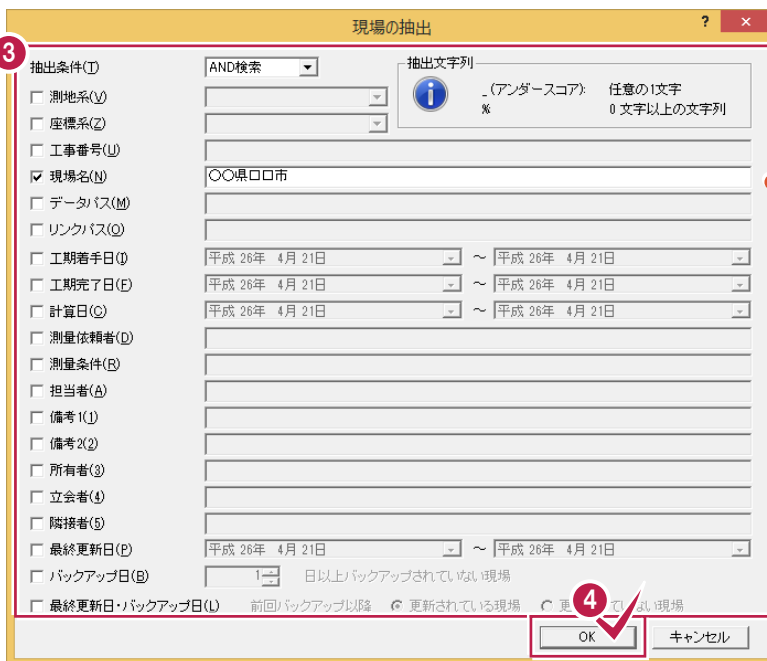 現場の抽出 ? ×
3
抽出条件(T) AND検索
抽出文字列
_(アンダースコア): 任意の1文字
% 0 文字以上の文字列
測地系(V)
座標系(Z)
工事番号(U)
現場名(N) 〇〇県口口市
データパス(M)
リンクパス(O)
工期着手日(I) 平成 26年 4月 21日 ～ 平成 26年 4月 21日
工期完了日(F) 平成 26年 4月 21日 ～ 平成 26年 4月 21日
計算日(C) 平成 26年 4月 21日 ～ 平成 26年 4月 21日
測量依頼者(D)
測量条件(R)
担当者(A)
備考1(1)
備考2(2)
所有者(3)
立会者(4)
隣接者(5)
最終更新日(P) 平成 26年 4月 21日 ～ 平成 26年 4月 21日
バックアップ日(B) 1 日以上バックアップされていない現場
最終更新日・バックアップ日(L) 前回バックアップ以降 更新されている現場 更 ていない現場
4
OK キャンセル